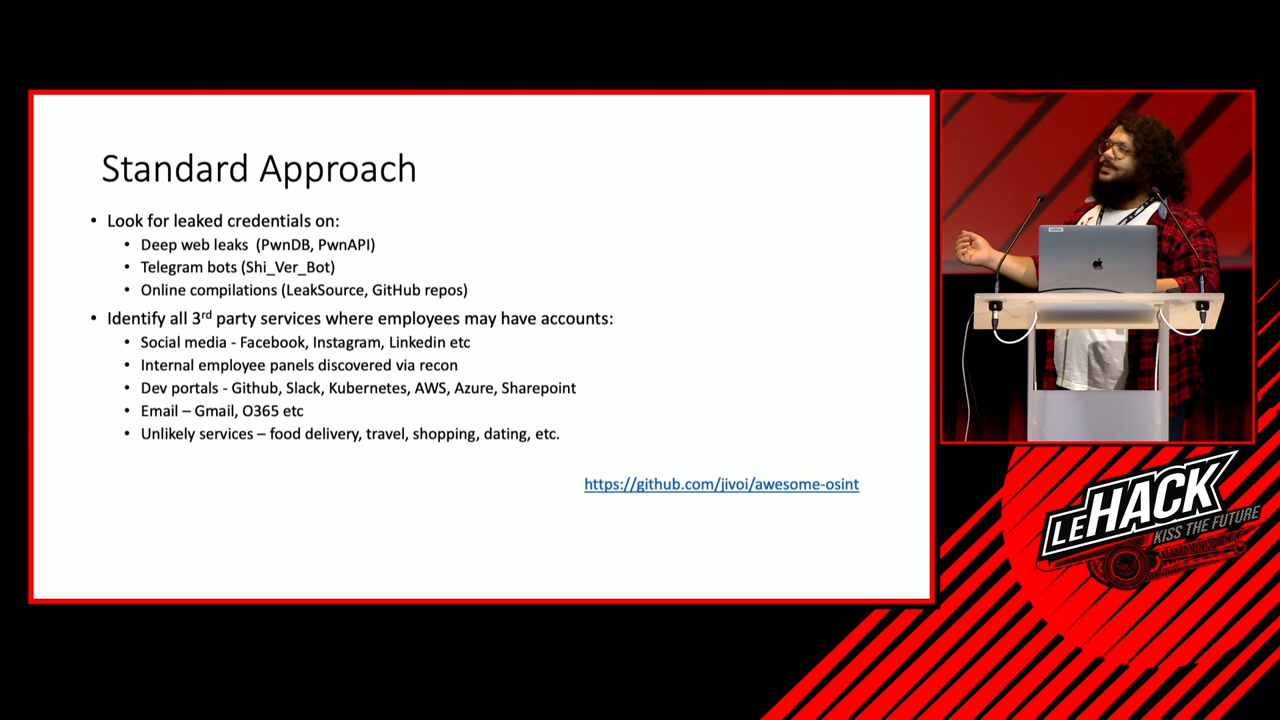 Standard Approach
• Look for leaked credentials on:
• Deep web leaks (PwnDB, PwnAPI)
• Telegram bots (Shi_Ver_Bot)
• Online compilations (LeakSource, GitHub repos)
• Identify all 3rd party services where employees may have accounts:
• Social media - Facebook, Instagram, Linkedin etc
• Internal employee panels discovered via recon
• Dev portals - Github, Slack, Kubernetes, AWS, Azure, Sharepoint
• Email – Gmail, O365 etc
• Unlikely services – food delivery, travel, shopping, dating, etc.
https://github.com/jivoi/awesome-osint
LEHACK
KISS THE FUTURE